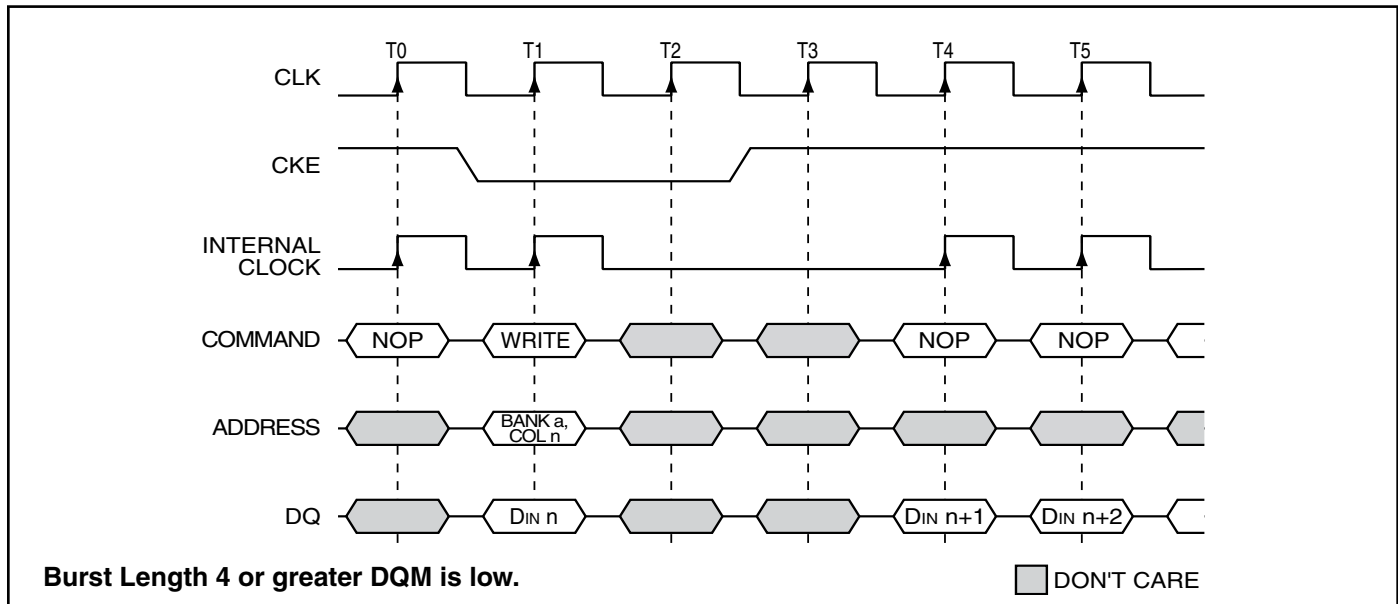 T0 T1 T2 T3 T4 T5
CLK
CKE
INTERNAL
CLOCK
COMMAND NOP WRITE NOP NOP
ADDRESS BANK a,
COL n
DQ DIN n DIN n+1 DIN n+2
Burst Length 4 or greater DQM is low.
DON'T CARE